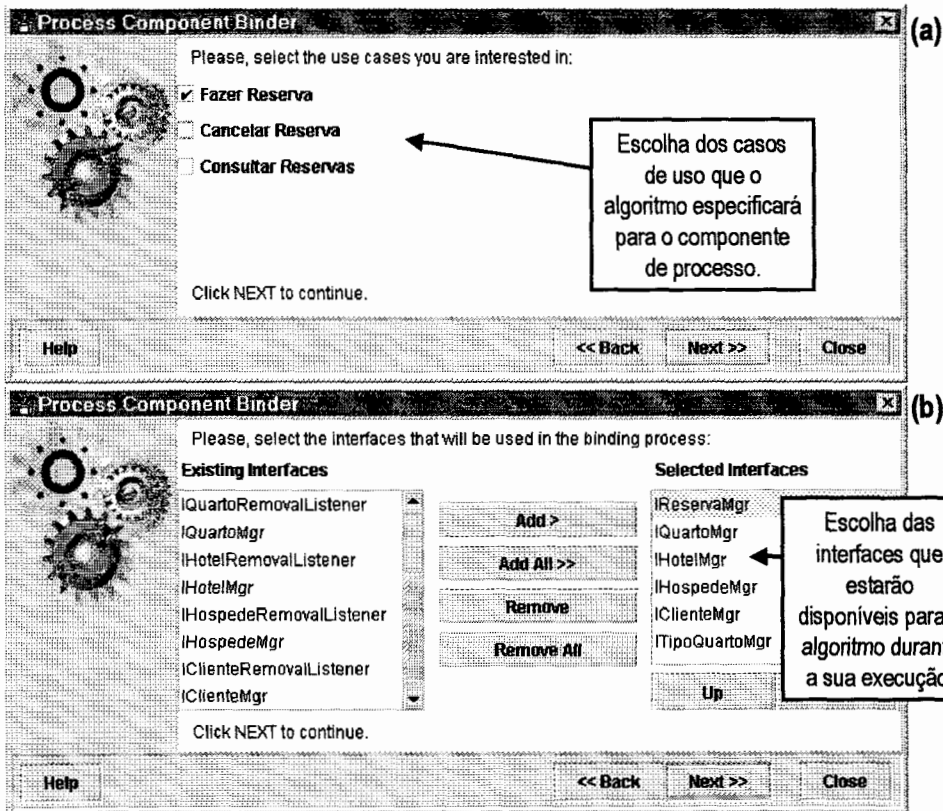 Process Component Binder
(a)
Please, select the use cases you are interested in:
Fazer Reserva
Cancelar Reserva
Consultar Reservas
Escolha dos casos
de uso que o
algoritmo especificará
para o componente
de processo.
Click NEXT to continue.
Help
<< Back
Next >>
Close
Process Component Binder
(b)
Please, select the interfaces that will be used in the binding process:
Existing Interfaces
IQuartoRemovalListener
IQuartoMgr
IHotelRemovalListener
IHotelMgr
IHospedeRemovalListener
IHospedeMgr
IClienteRemovalListener
IClienteMgr
Add >
Add All >>
Remove
Remove All
Selected Interfaces
IReservaMgr
IQuartoMgr
IHotelMgr
IHospedeMgr
IClienteMgr
ITipoQuartoMgr
Up
Escolha das
interfaces que
estarão
disponíveis para
algoritmo durant
a sua execução
Click NEXT to continue.
Help
<< Back
Next >>
Close